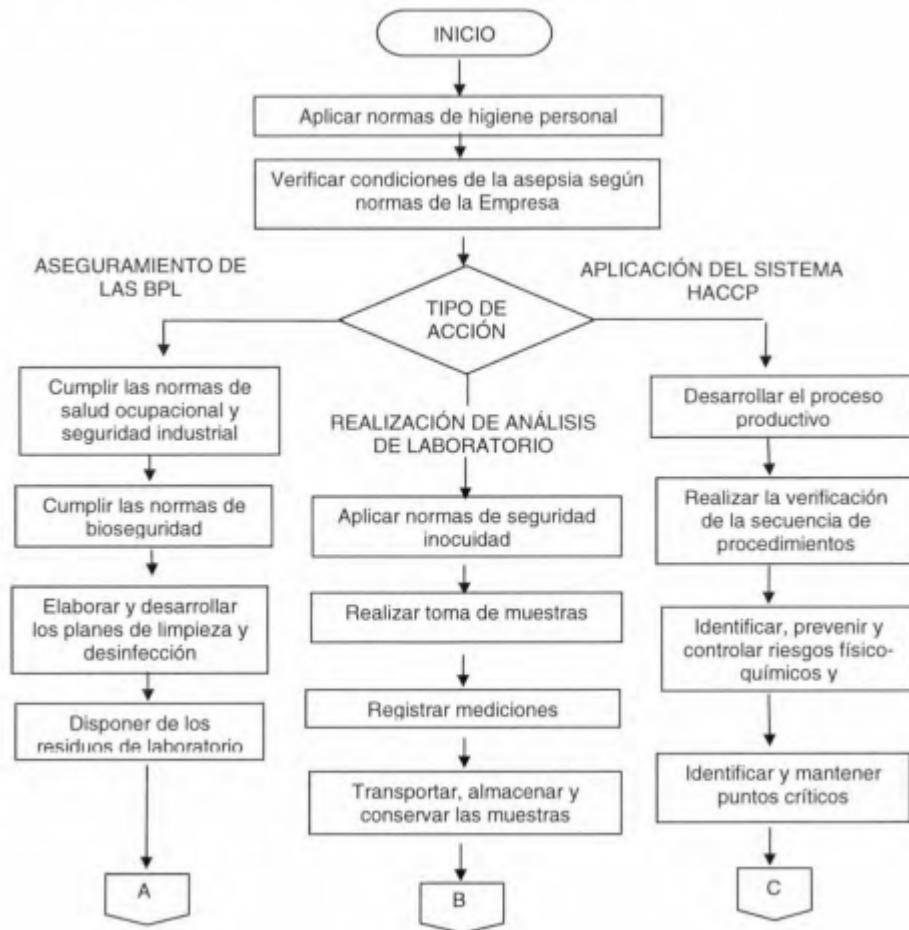 INICIO
Aplicar normas de higiene personal
Verificar condiciones de la asepsia según
normas de la Empresa
TIPO DE
ACCIÓN
ASEGURAMIENTO DE
LAS BPL
Cumplir las normas de
salud ocupacional y
seguridad industrial
Cumplir las normas de
bioseguridad
Elaborar y desarrollar
los planes de limpieza y
desinfección
Disponer de los
residuos de laboratorio
A
REALIZACIÓN DE ANÁLISIS
DE LABORATORIO
Aplicar normas de seguridad
inocuidad
Realizar toma de muestras
Registrar mediciones
Transportar, almacenar y
conservar las muestras
B
APLICACIÓN DEL SISTEMA
HACCP
Desarrollar el proceso
productivo
Realizar la verificación
de la secuencia de
procedimientos
Identificar, prevenir y
controlar riesgos físico-
químicos y
Identificar y mantener
puntos críticos
C